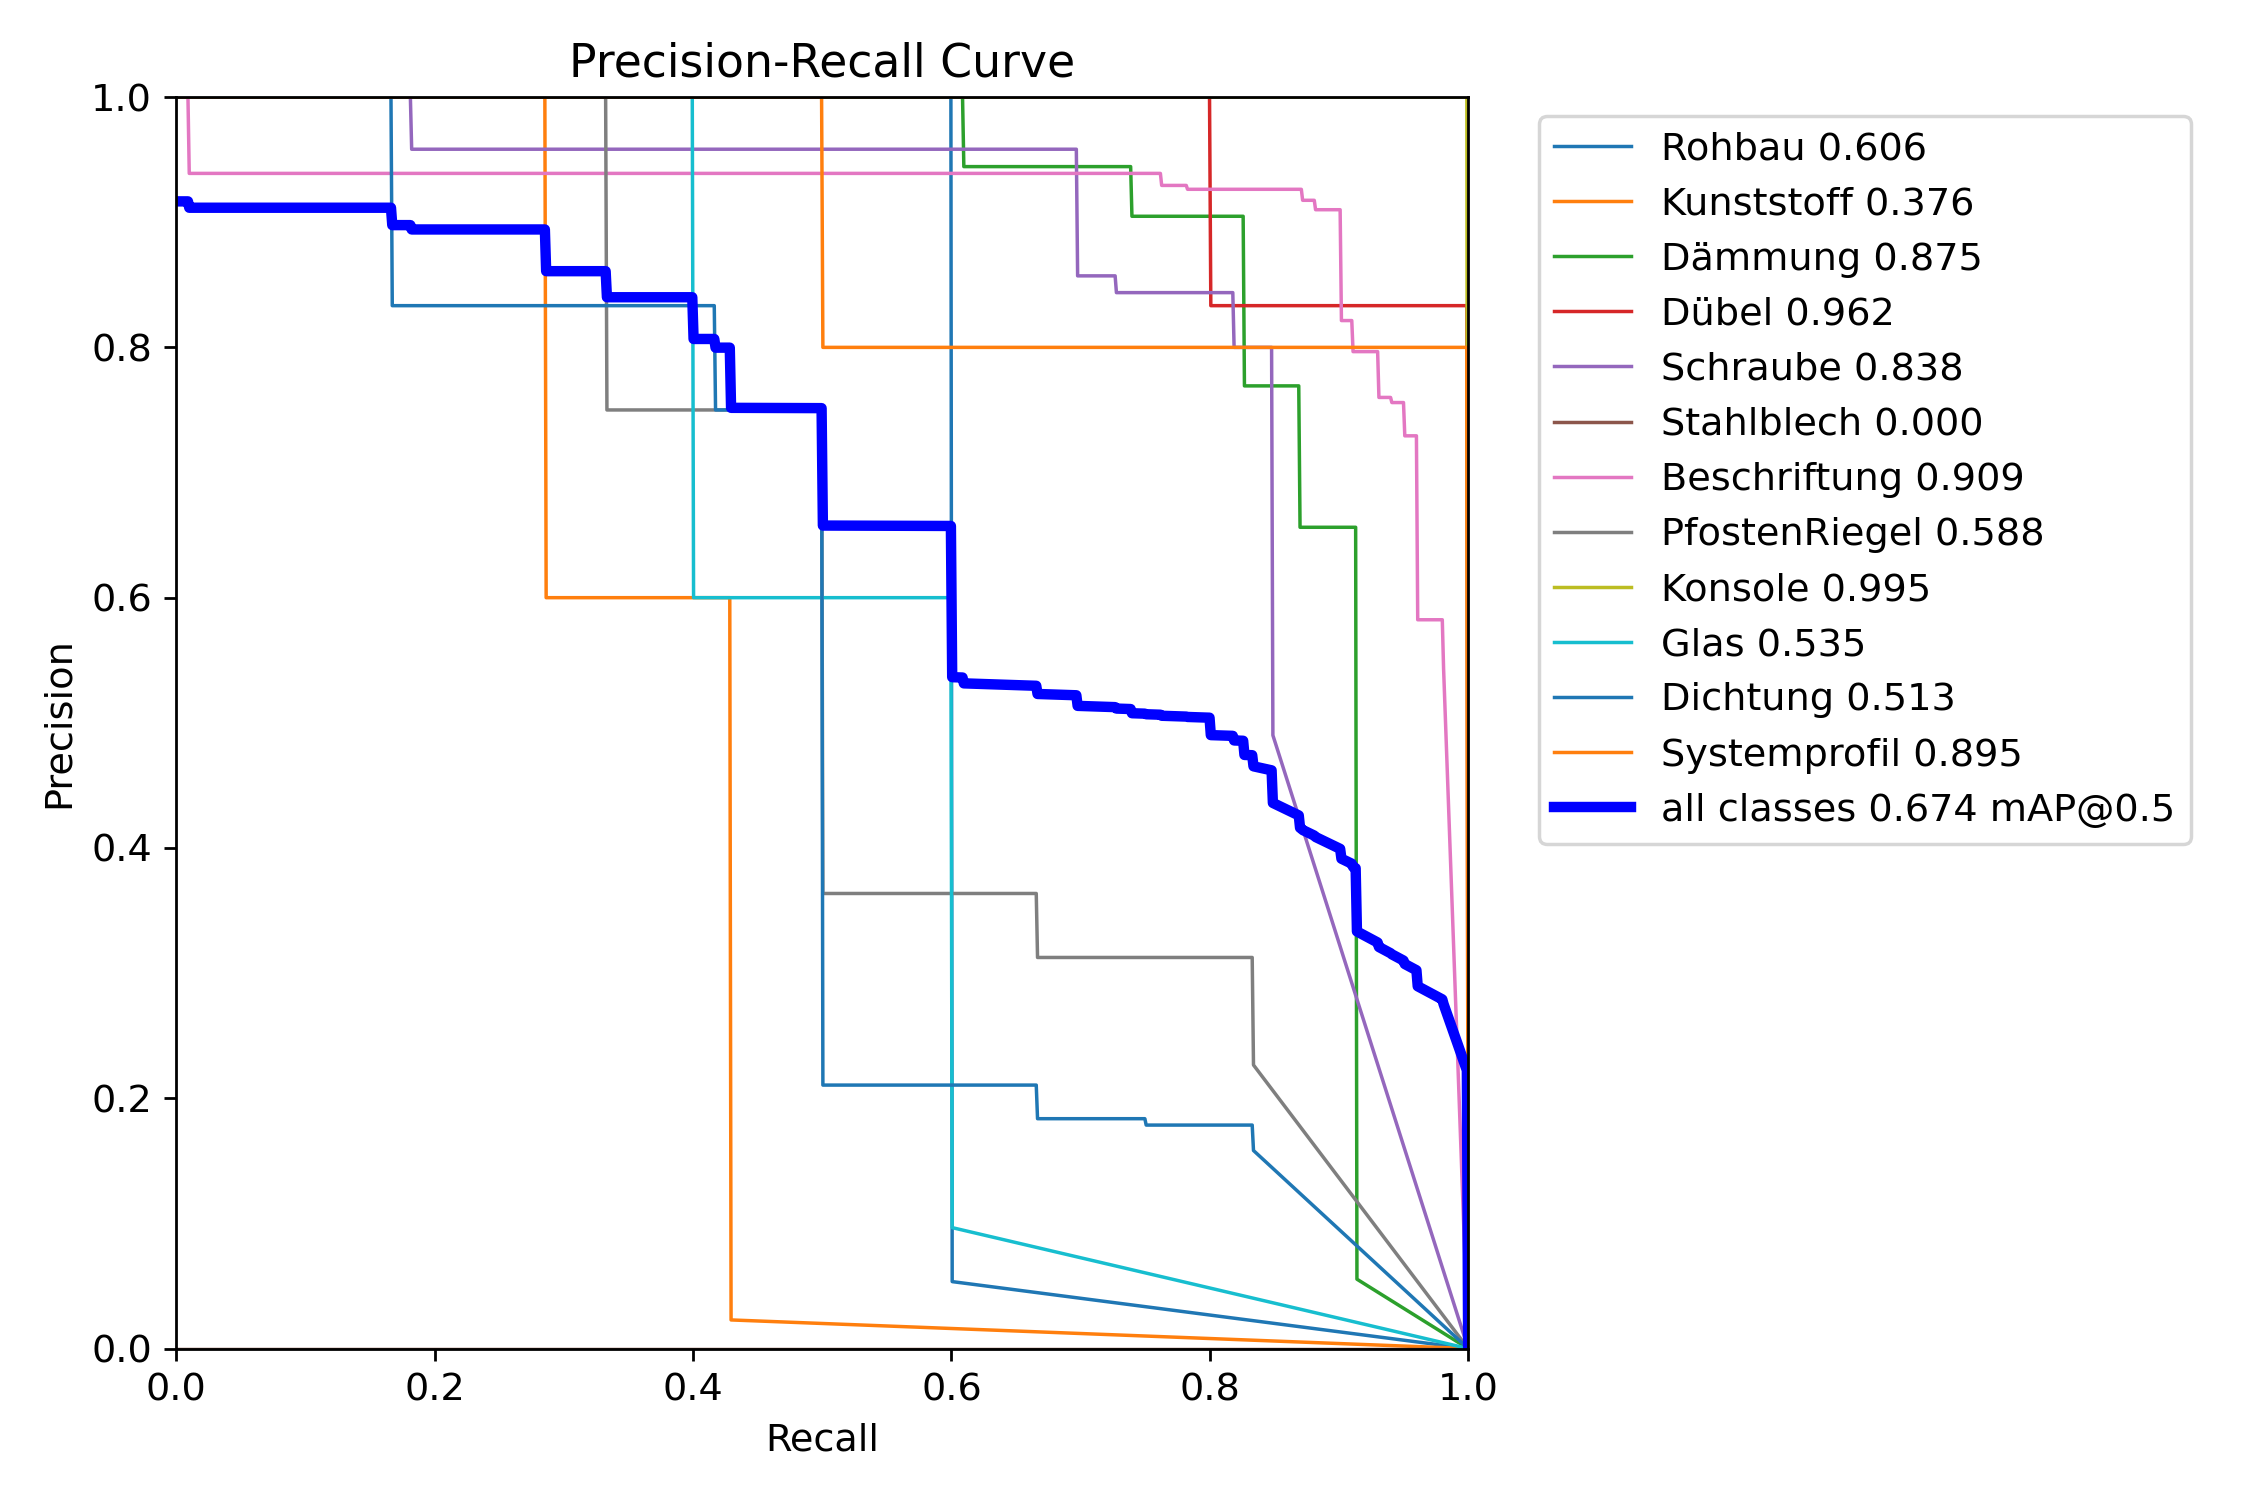 Precision-Recall Curve
1.0
0.8
0.6
0.4
0.2
0.0
Precision
0.0 0.2 0.4 0.6 0.8 1.0
Recall
Rohbau 0.606
Kunststoff 0.376
Dämmung 0.875
Dübel 0.962
Schraube 0.838
Stahlblech 0.000
Beschriftung 0.909
PfostenRiegel 0.588
Konsole 0.995
Glas 0.535
Dichtung 0.513
Systemprofil 0.895
all classes 0.674 mAP@0.5